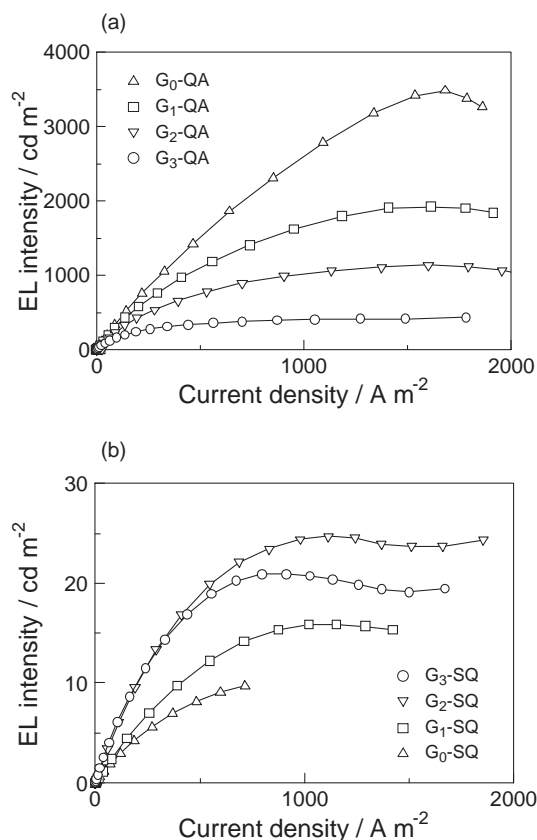 (a)
4000
3000
2000
1000
0
EL intensity / cd m⁻²
G₀-QA
G₁-QA
G₂-QA
G₃-QA
0
1000
2000
Current density / A m⁻²
(b)
30
20
10
0
EL intensity / cd m⁻²
G₃-SQ
G₂-SQ
G₁-SQ
G₀-SQ
0
1000
2000
Current density / A m⁻²